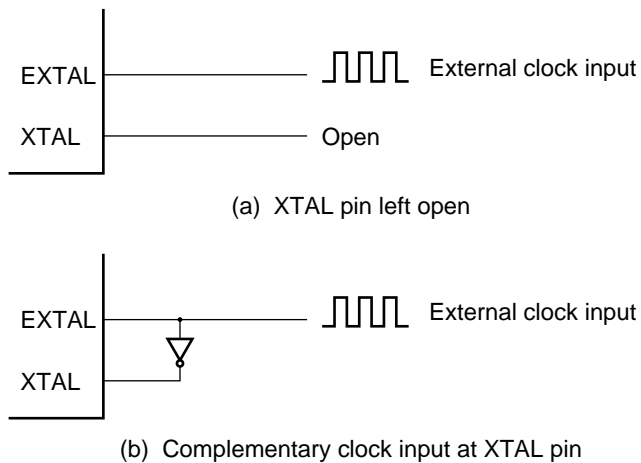 EXTAL
External clock input
XTAL
Open
(a) XTAL pin left open
EXTAL
External clock input
XTAL
(b) Complementary clock input at XTAL pin